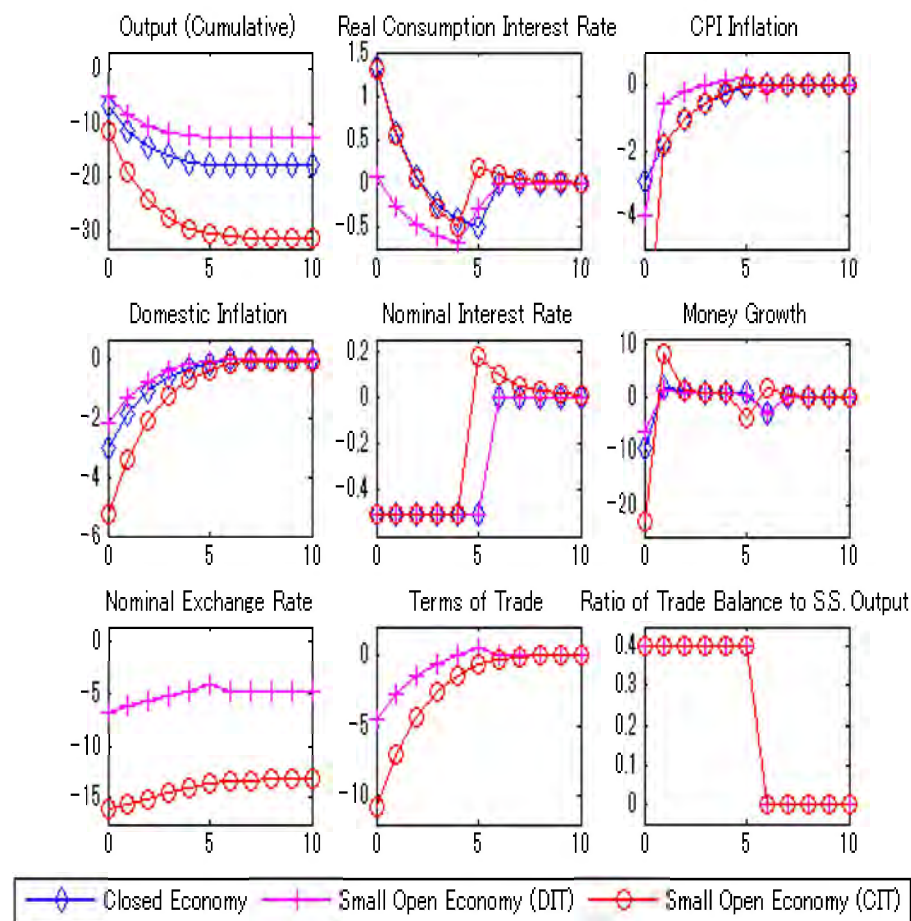 Output (Cumulative)
0
-10
-20
-30
0 5 10
Real Consumption Interest Rate
1.5
1
0.5
0
-0.5
0 5 10
CPI Inflation
0
-2
-4
0 5 10
Domestic Inflation
0
-2
-4
-6
0 5 10
Nominal Interest Rate
0.2
0
-0.2
-0.4
0 5 10
Money Growth
10
0
-10
-20
0 5 10
Nominal Exchange Rate
0
-5
-10
-15
0 5 10
Terms of Trade
0
-5
-10
0 5 10
Ratio of Trade Balance to S.S. Output
0.4
0.3
0.2
0.1
0
0 5 10
Closed Economy
Small Open Economy (DIT)
Small Open Economy (CIT)